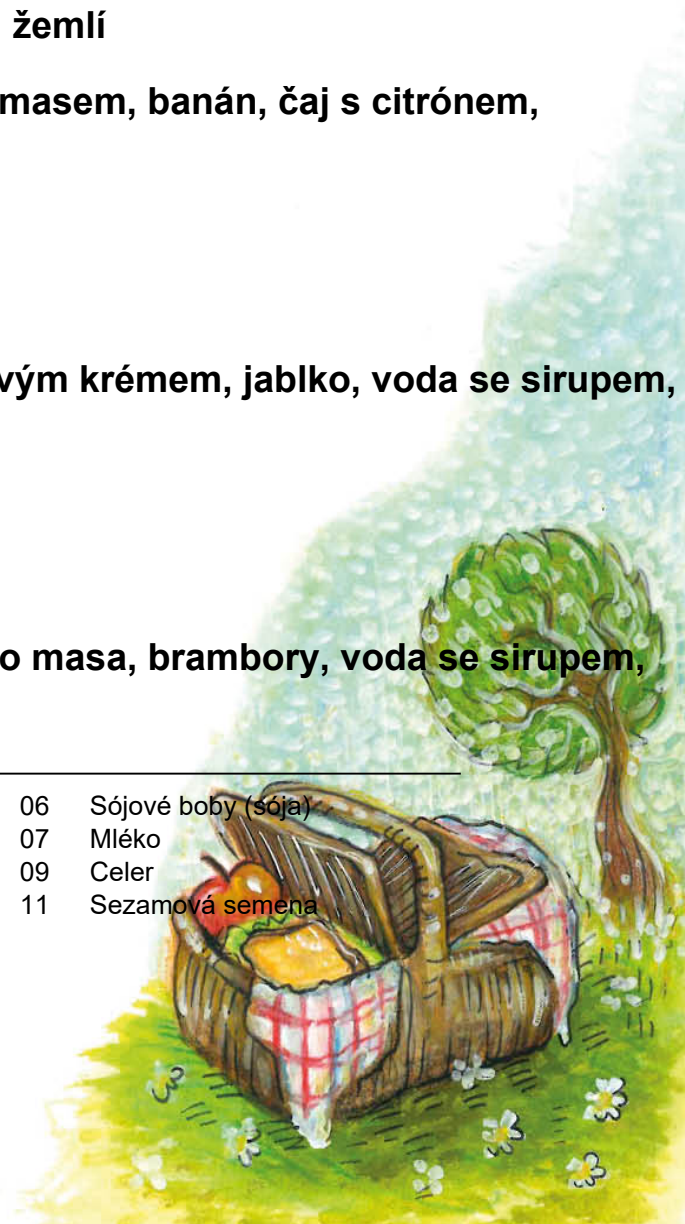 žemlí
masem, banán, čaj s citrónem,
vým krémem, jablko, voda se sirupem,
o masa, brambory, voda se sirupem,
06 Sójové boby (sója)
07 Mléko
09 Celer
11 Sezamová semena